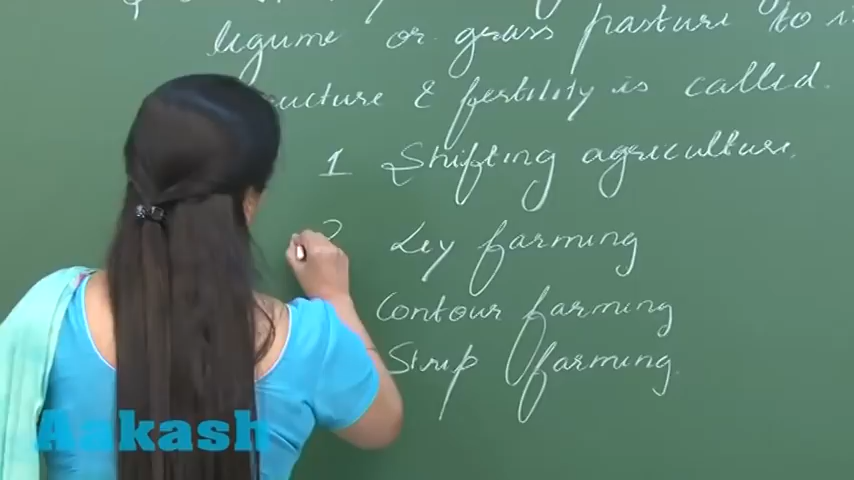 legume or grass pasture to i
ucture & fertility is called.
1 Shifting agriculture.
2 Ley farming
Contour farming
Strip farming
Aakash